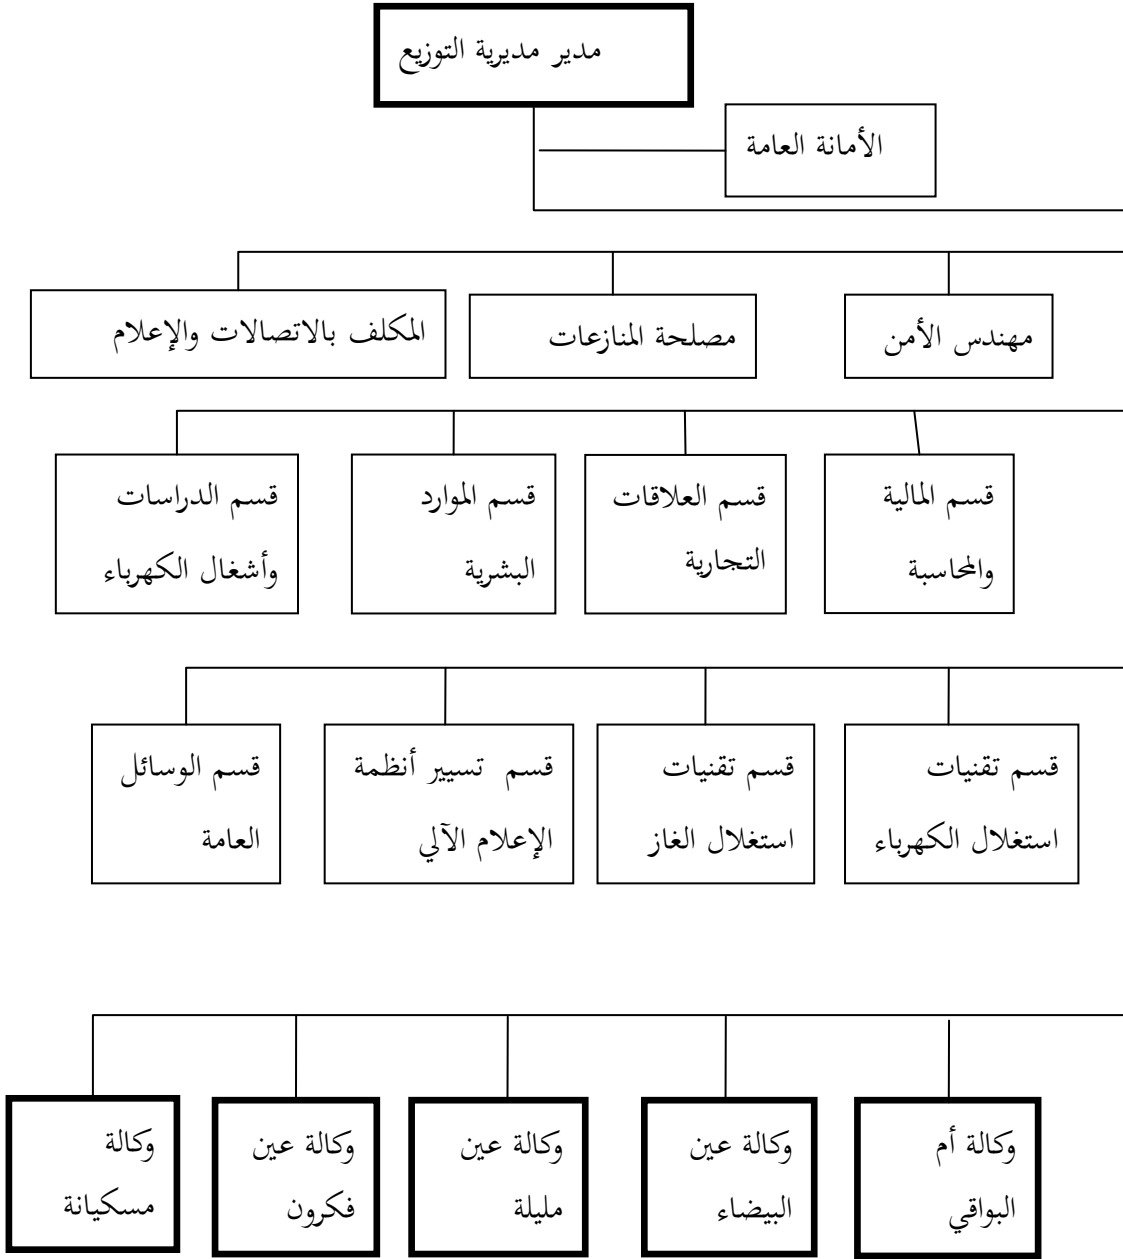 مدير مديرية التوزيع
الأمانة العامة
مهندس الأمن
مصلحة المنازعات
المكلف بالاتصالات والإعلام
قسم المالية
والمحاسبة
قسم العلاقات
التجارية
قسم الموارد
البشرية
قسم الدراسات
وأشغال الكهرباء
قسم تقنيات
استغلال الكهرباء
قسم تقنيات
استغلال الغاز
قسم تسيير أنظمة
الإعلام الآلي
قسم الوسائل
العامة
وكالة أم
البواقي
وكالة عين
البيضاء
وكالة عين
مليلة
وكالة عين
فكرون
وكالة
مسكيانة